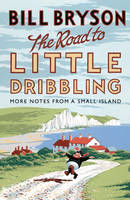 BILL BRYSON
The Road to
LITTLE
DRIBBLING
MORE NOTES FROM A SMALL ISLAND